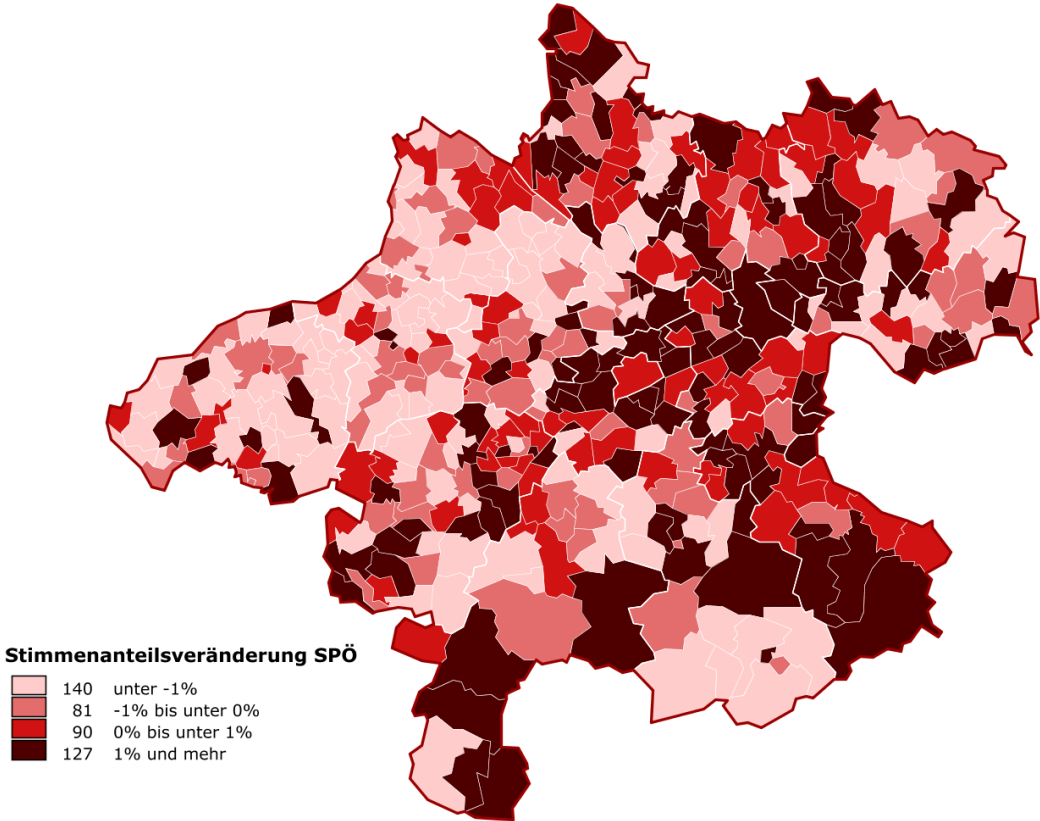 Stimmenanteilsveränderung SPÖ
140 unter -1%
81 -1% bis unter 0%
90 0% bis unter 1%
127 1% und mehr